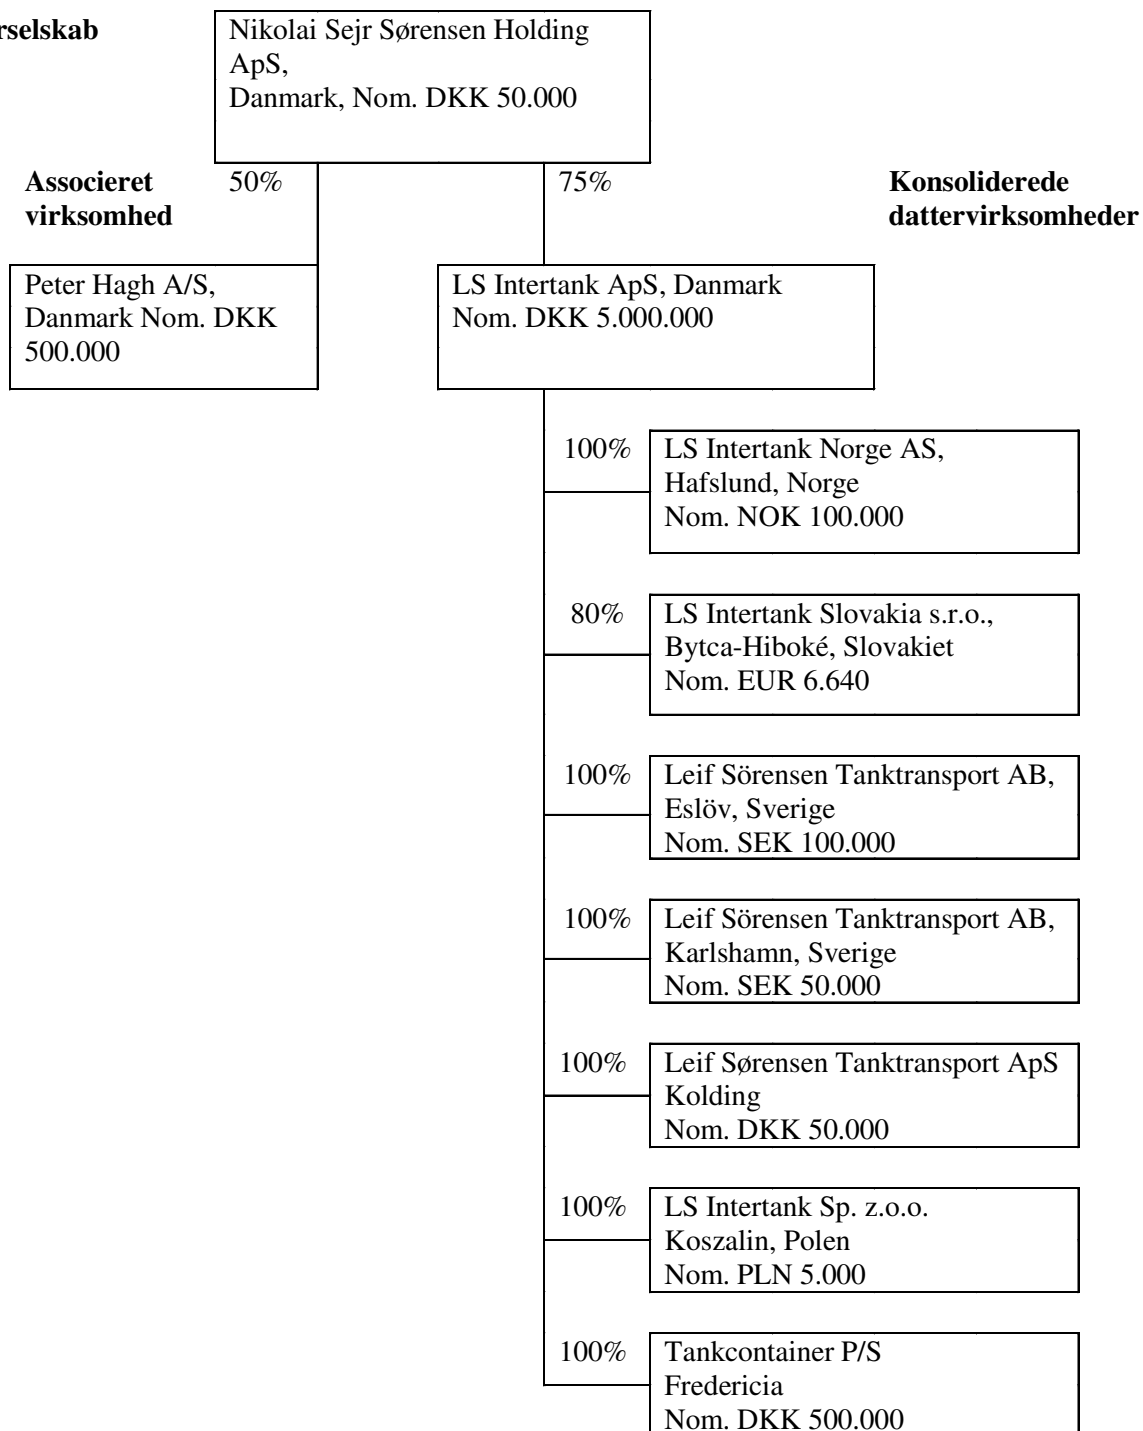 rselskab
Nikolai Sejr Sørensen Holding
ApS,
Danmark, Nom. DKK 50.000
Associeret
virksomhed
50%
75%
Konsoliderede
dattervirksomheder
Peter Hagh A/S,
Danmark Nom. DKK
500.000
LS Intertank ApS, Danmark
Nom. DKK 5.000.000
100%
LS Intertank Norge AS,
Hafslund, Norge
Nom. NOK 100.000
80%
LS Intertank Slovakia s.r.o.,
Bytca-Hiboké, Slovakiet
Nom. EUR 6.640
100%
Leif Sörensen Tanktransport AB,
Eslöv, Sverige
Nom. SEK 100.000
100%
Leif Sörensen Tanktransport AB,
Karlshamn, Sverige
Nom. SEK 50.000
100%
Leif Sørensen Tanktransport ApS
Kolding
Nom. DKK 50.000
100%
LS Intertank Sp. z.o.o.
Koszalin, Polen
Nom. PLN 5.000
100%
Tankcontainer P/S
Fredericia
Nom. DKK 500.000